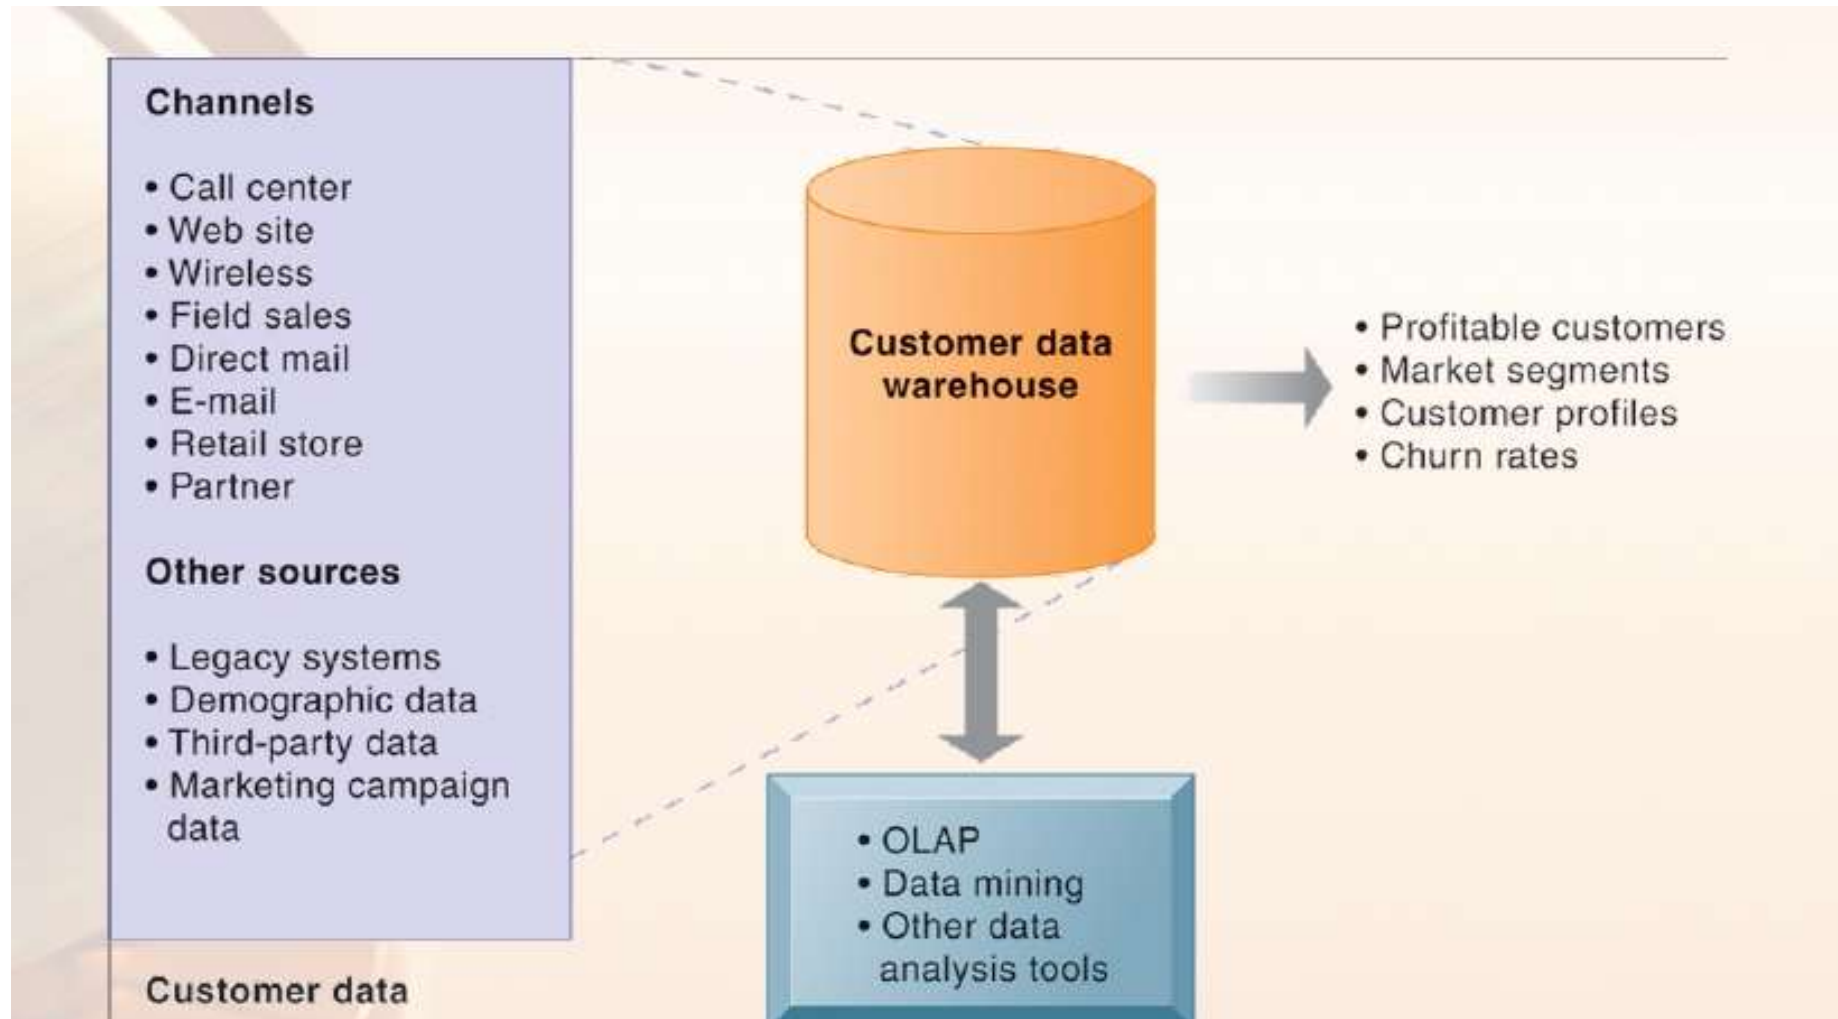 Channels
• Call center
• Web site
• Wireless
• Field sales
• Direct mail
• E-mail
• Retail store
• Partner
Other sources
• Legacy systems
• Demographic data
• Third-party data
• Marketing campaign
data
Customer data
Customer data
warehouse
• Profitable customers
• Market segments
• Customer profiles
• Churn rates
• OLAP
• Data mining
• Other data
analysis tools